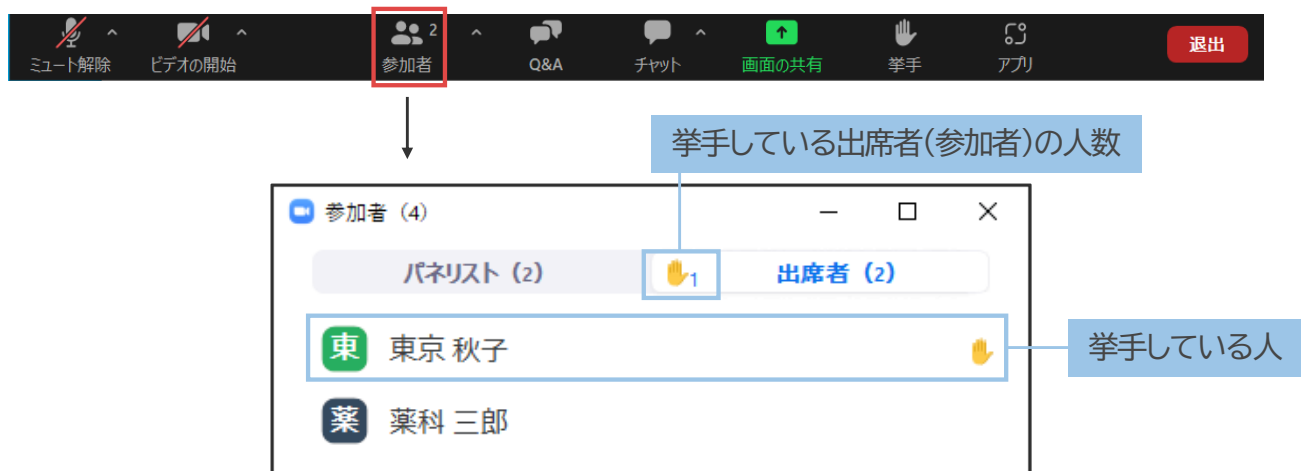 2
ミュート解除 ビデオの開始 参加者 Q&A チャット 画面の共有 挙手 アプリ 退出
挙手している出席者(参加者)の人数
参加者 (4)
パネリスト (2) 1 出席者 (2)
東 東京 秋子
挙手している人
薬 薬科 三郎